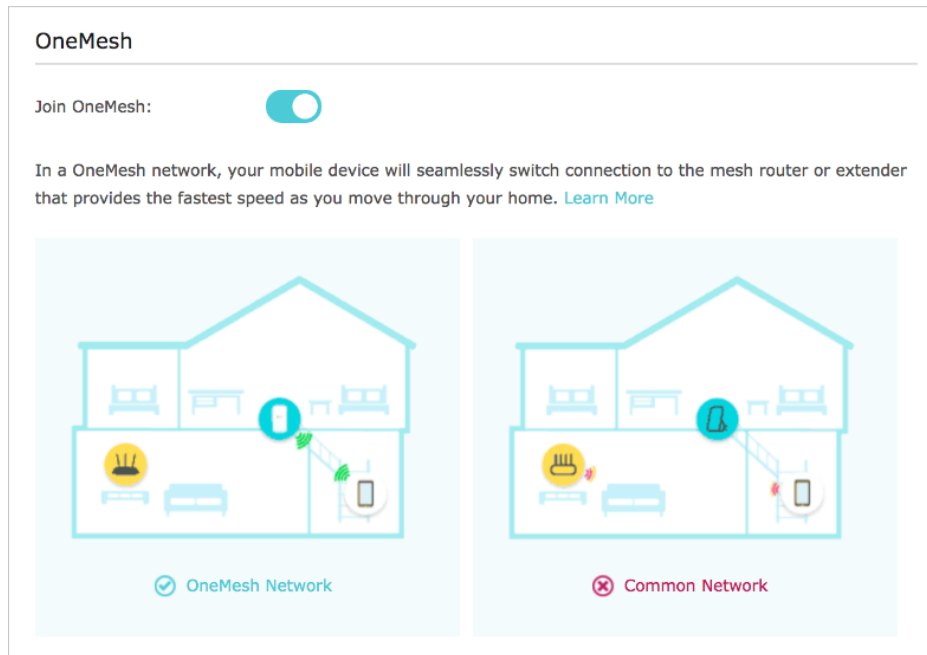 OneMesh
Join OneMesh:
In a OneMesh network, your mobile device will seamlessly switch connection to the mesh router or extender
that provides the fastest speed as you move through your home. Learn More
OneMesh Network
Common Network